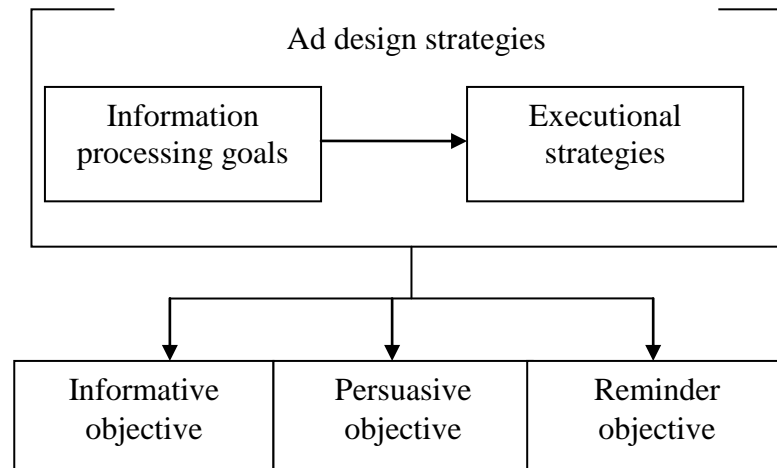 Ad design strategies
Information
processing goals
Executional
strategies
Informative
objective
Persuasive
objective
Reminder
objective